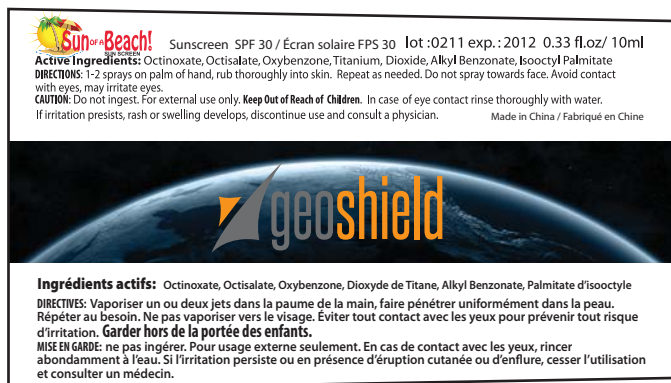 Sun OF A Beach!
SUN SCREEN
Sunscreen SPF 30 / Écran solaire FPS 30 lot :0211 exp. : 2012 0.33 fl.oz/ 10ml
Active Ingredients: Octinoxate, Octisalate, Oxybenzone, Titanium, Dioxide, Alkyl Benzonate, Isooctyl Palmitate
DIRECTIONS: 1-2 sprays on palm of hand, rub thoroughly into skin. Repeat as needed. Do not spray towards face. Avoid contact
with eyes, may irritate eyes.
CAUTION: Do not ingest. For external use only. Keep Out of Reach of Children. In case of eye contact rinse thoroughly with water.
If irritation presists, rash or swelling develops, discontinue use and consult a physician. Made in China / Fabriqué en Chine
geoshield
Ingrédients actifs: Octinoxate, Octisalate, Oxybenzone, Dioxyde de Titane, Alkyl Benzonate, Palmitate d'isooctyle
DIRECTIVES: Vaporiser un ou deux jets dans la paume de la main, faire pénétrer uniformément dans la peau.
Répéter au besoin. Ne pas vaporiser vers le visage. Éviter tout contact avec les yeux pour prévenir tout risque
d'irritation. Garder hors de la portée des enfants.
MISE EN GARDE: ne pas ingérer. Pour usage externe seulement. En cas de contact avec les yeux, rincer
abondamment à l'eau. Si l'irritation persiste ou en présence d'éruption cutanée ou d'enflure, cesser l'utilisation
et consulter un médecin.